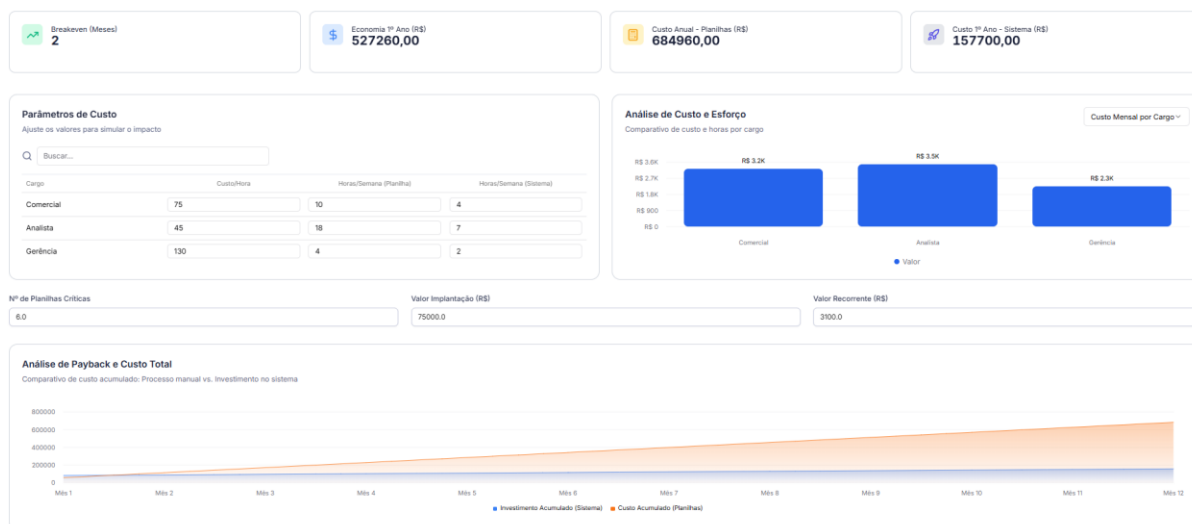 Breakeven (Meses)
2
Economia 1º Ano (R$)
527260,00
Custo Anual - Planilhas (R$)
684960,00
Custo 1º Ano - Sistema (R$)
157700,00
Parâmetros de Custo
Ajuste os valores para simular o impacto
Buscar...
Cargo Custo/Hora Horas/Semana (Planilha) Horas/Semana (Sistema)
Comercial 75 10 4
Analista 45 18 7
Gerência 130 4 2
Análise de Custo e Esforço
Comparativo de custo e horas por cargo
Custo Mensal por Cargo
R$ 3.6K
R$ 2.7K
R$ 1.8K
R$ 900
R$ 0
R$ 3.2K
R$ 3.5K
R$ 2.3K
Comercial Analista Gerência
Valor
Nº de Planilhas Críticas
6.0
Valor Implantação (R$)
75000.0
Valor Recorrente (R$)
3100.0
Análise de Payback e Custo Total
Comparativo de custo acumulado: Processo manual vs. Investimento no sistema
800000
600000
400000
200000
0
Mês 1 Mês 2 Mês 3 Mês 4 Mês 5 Mês 6 Mês 7 Mês 8 Mês 9 Mês 10 Mês 11 Mês 12
Investimento Acumulado (Sistema) Custo Acumulado (Planilhas)